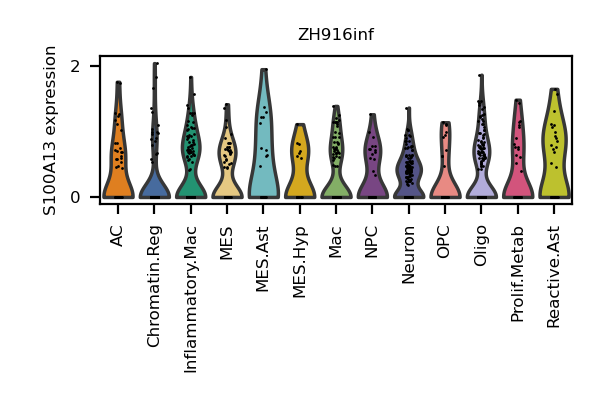 ZH916inf
S100A13 expression
2
0
AC
Chromatin.Reg
Inflammatory.Mac
MES
MES.Ast
MES.Hyp
Mac
NPC
Neuron
OPC
Oligo
Prolif.Metab
Reactive.Ast